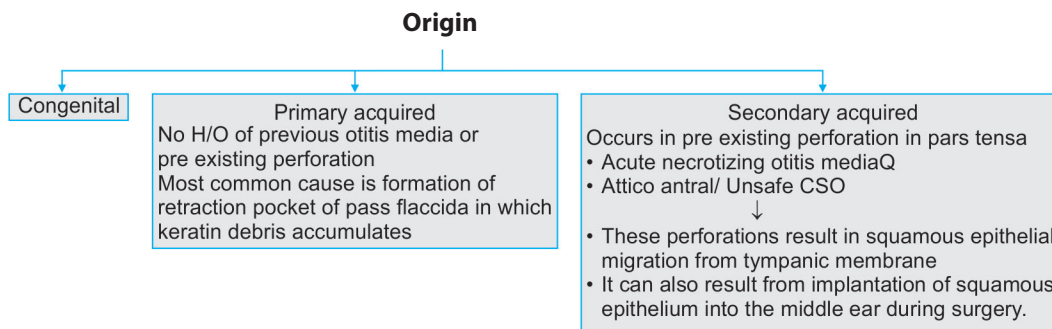 Origin
Congenital
Primary acquired
No H/O of previous otitis media or
pre existing perforation
Most common cause is formation of
retraction pocket of pass flaccida in which
keratin debris accumulates
Secondary acquired
Occurs in pre existing perforation in pars tensa
• Acute necrotizing otitis mediaQ
• Attico antral/ Unsafe CSO
↓
• These perforations result in squamous epithelial
migration from tympanic membrane
• It can also result from implantation of squamous
epithelium into the middle ear during surgery.